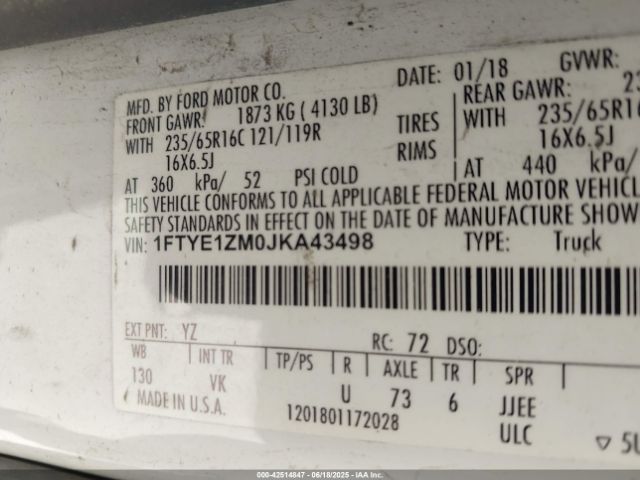 DATE: 01/18 GVWR:
MFD. BY FORD MOTOR CO.
FRONT GAWR: 1873 KG ( 4130 LB) REAR GAWR:
WITH 235/65R16C 121/119R TIRES WITH 235/65R16
16X6.5J RIMS 16X6.5J
AT 360 kPa/ 52 PSI COLD AT 440 kPa/
THIS VEHICLE CONFORMS TO ALL APPLICABLE FEDERAL MOTOR VEHICL
SAFETY STANDARDS IN EFFECT ON THE DATE OF MANUFACTURE SHOW
VIN: 1FTYE1ZM0JKA43498 TYPE: Truck
EXT PNT: YZ RC: 72 DSO:
WB INT TR TP/PS R AXLE TR SPR
130 VK U 73 6 JJEE
MADE IN U.S.A. 1201801172028 ULC
000-42514847 - 06/18/2025 - IAAI Copyright